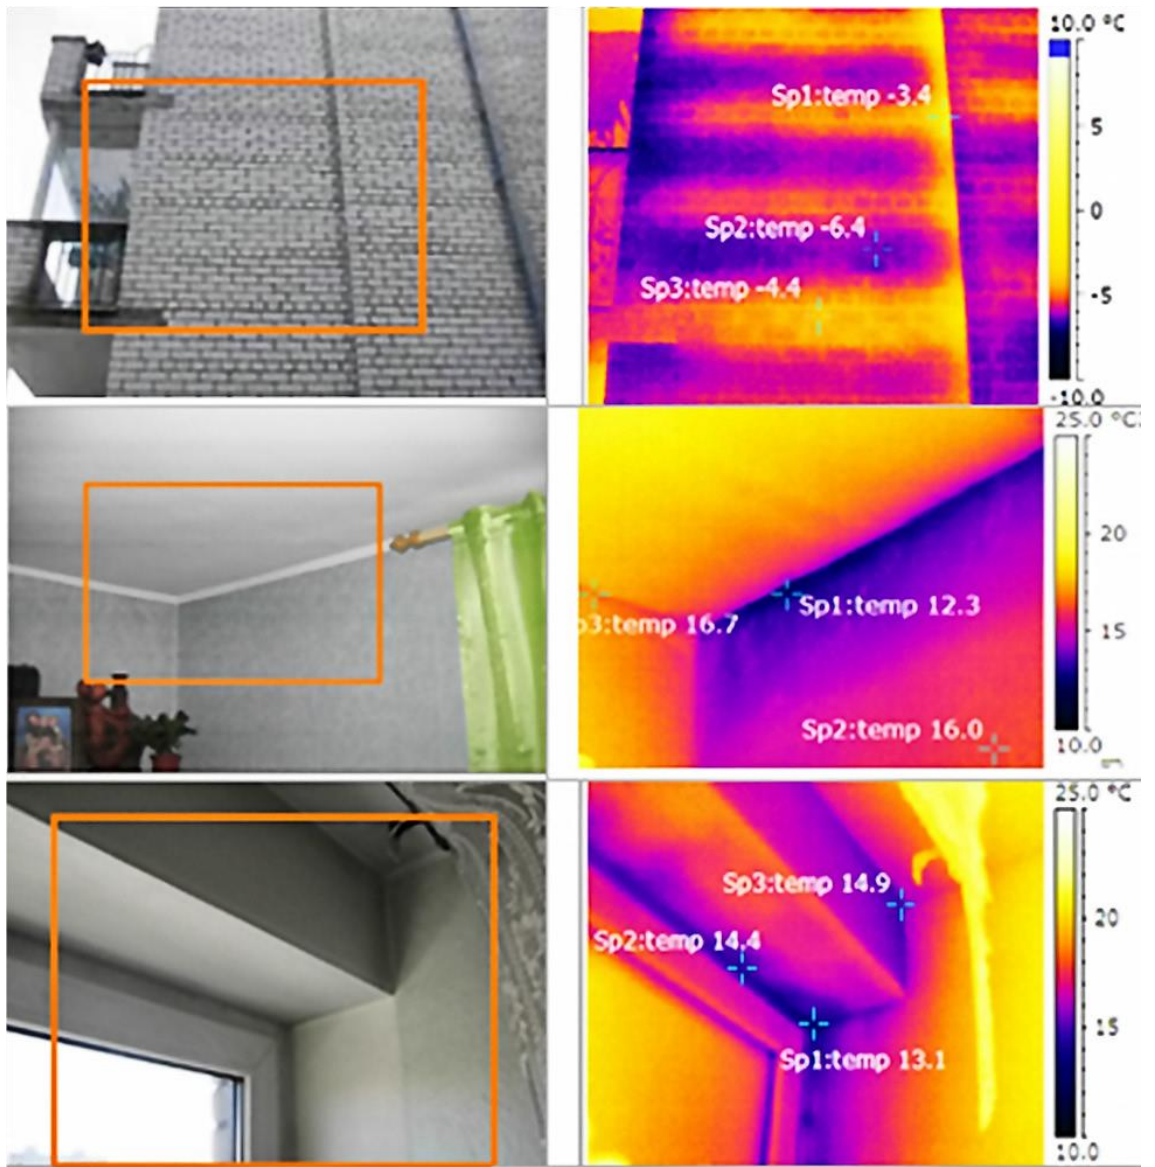 10.0 °C
Sp1:temp -3.4
5
0
Sp2:temp -6.4
Sp3:temp -4.4
-5
-10.0
25.0 °C
20
Sp1:temp 12.3
p3:temp 16.7
15
Sp2:temp 16.0
10.0
25.0 °C
Sp3:temp 14.9
20
Sp2:temp 14.4
15
Sp1:temp 13.1
10.0